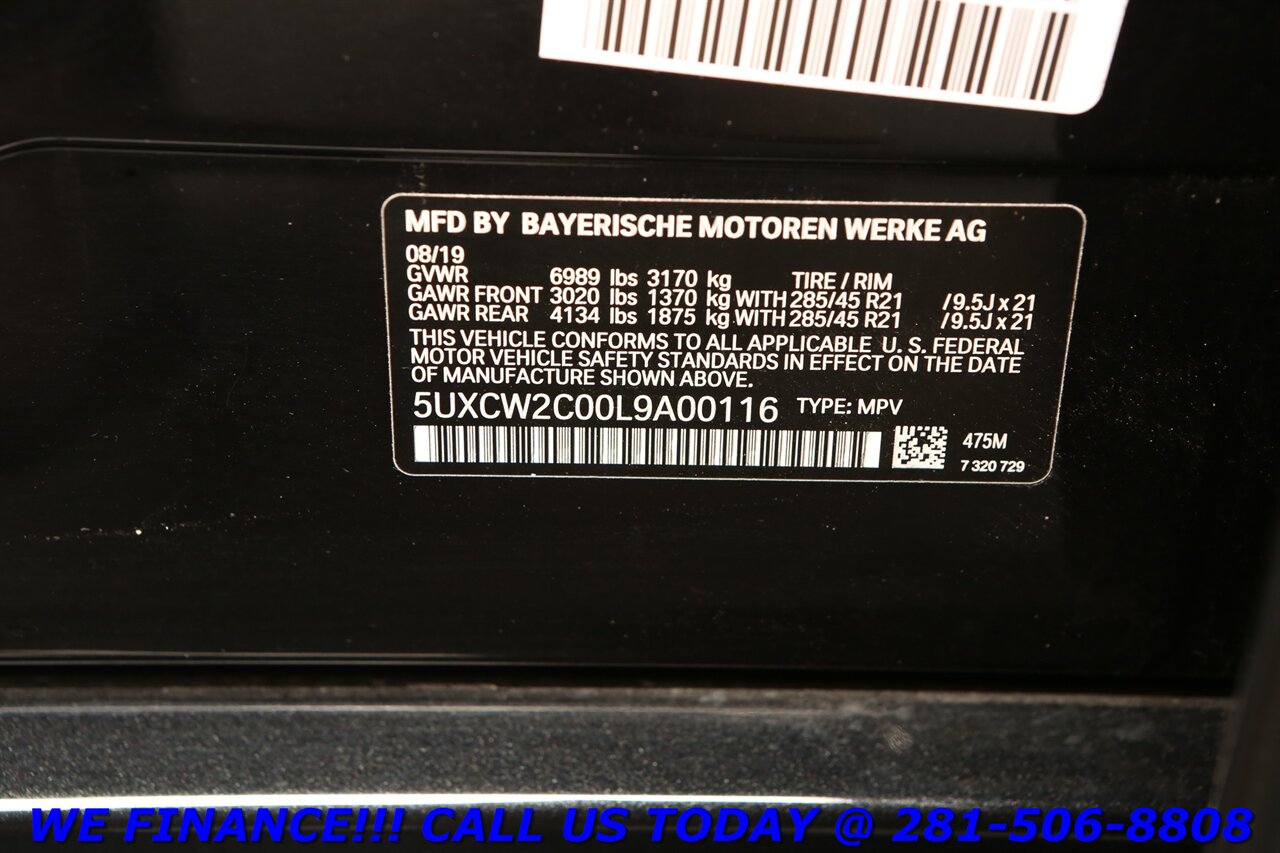 MFD BY BAYERISCHE MOTOREN WERKE AG
08/19
GVWR 6989 lbs 3170 kg TIRE / RIM
GAWR FRONT 3020 lbs 1370 kg WITH 285/45 R21 / 9.5J x 21
GAWR REAR 4134 lbs 1875 kg WITH 285/45 R21 / 9.5J x 21
THIS VEHICLE CONFORMS TO ALL APPLICABLE U. S. FEDERAL
MOTOR VEHICLE SAFETY STANDARDS IN EFFECT ON THE DATE
OF MANUFACTURE SHOWN ABOVE.
5UXCW2C00L9A00116 TYPE: MPV
475M
7 320 729
WE FINANCE!!! CALL US TODAY @ 281-506-8808